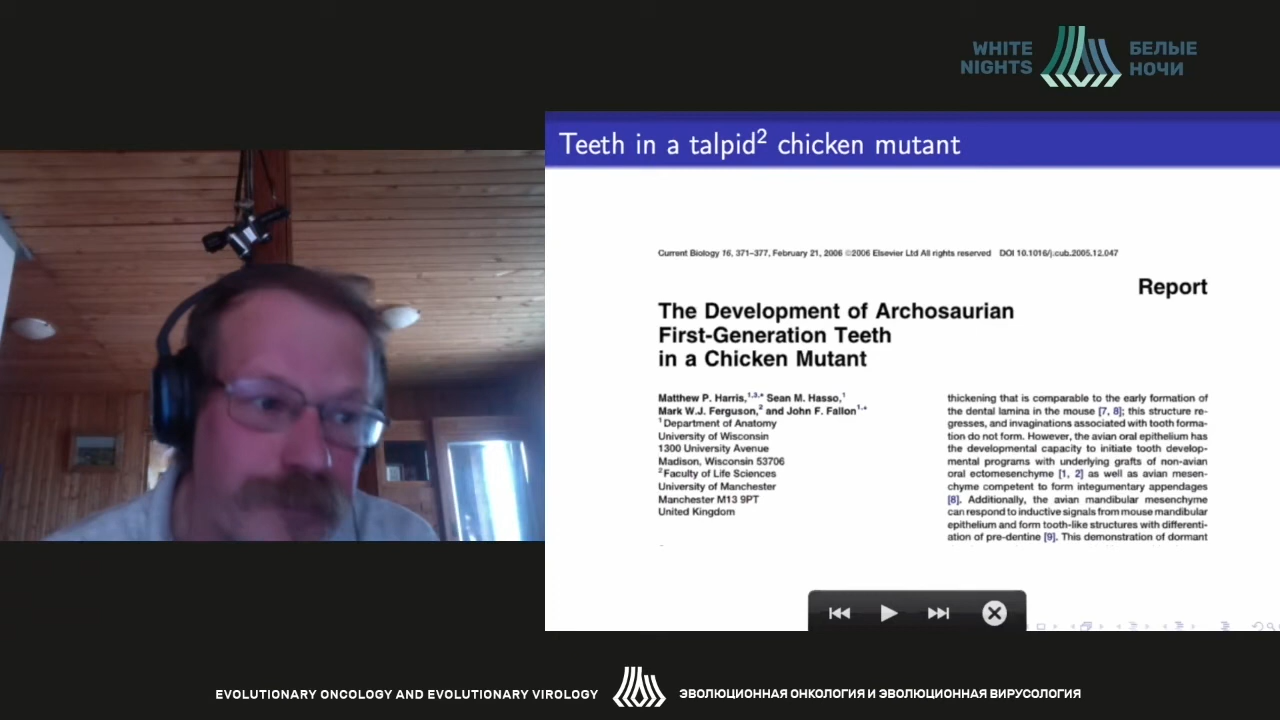 WHITE
NIGHTS
БЕЛЫЕ
НОЧИ
Teeth in a talpid² chicken mutant
Current Biology 16, 371–377, February 21, 2006 ©2006 Elsevier Ltd All rights reserved DOI 10.1016/j.cub.2005.12.047
Report
The Development of Archosaurian
First-Generation Teeth
in a Chicken Mutant
Matthew P. Harris,1,3,* Sean M. Hasso,1
Mark W.J. Ferguson,2 and John F. Fallon1,*
1Department of Anatomy
University of Wisconsin
1300 University Avenue
Madison, Wisconsin 53706
2Faculty of Life Sciences
University of Manchester
Manchester M13 9PT
United Kingdom
thickening that is comparable to the early formation of
the dental lamina in the mouse [7, 8]; this structure re-
gresses, and invaginations associated with tooth forma-
tion do not form. However, the avian oral epithelium has
the developmental capacity to initiate tooth develop-
mental programs with underlying grafts of non-avian
oral ectomesenchyme [1, 2] as well as avian mesen-
chyme competent to form integumentary appendages
[8]. Additionally, the avian mandibular mesenchyme
can respond to inductive signals from mouse mandibular
epithelium and form tooth-like structures with differenti-
ation of pre-dentine [9]. This demonstration of dormant
EVOLUTIONARY ONCOLOGY AND EVOLUTIONARY VIROLOGY
ЭВОЛЮЦИОННАЯ ОНКОЛОГИЯ И ЭВОЛЮЦИОННАЯ ВИРУСОЛОГИЯ